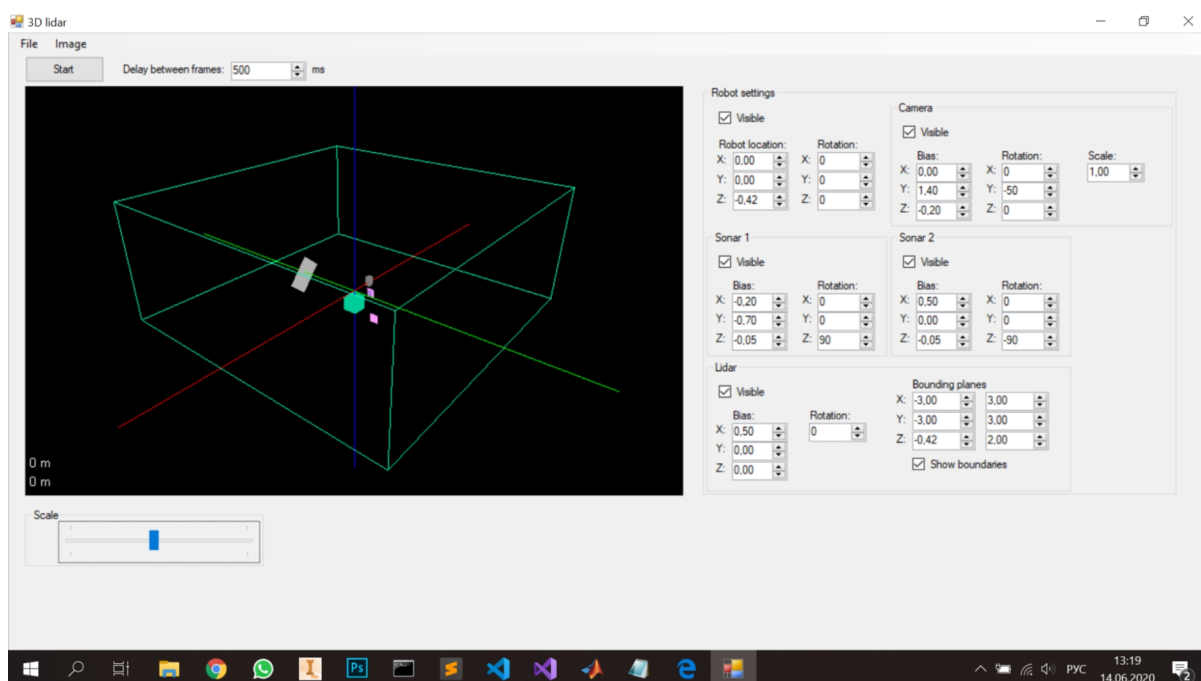 3D lidar
File Image
Start Delay between frames: 500 ms
Robot settings
Visible
Robot location: Rotation:
X: 0,00 X: 0
Y: 0,00 Y: 0
Z: -0,42 Z: 0
Camera
Visible
Bias: Rotation: Scale:
X: 0,00 X: 0 1,00
Y: 1,40 Y: -50
Z: -0,20 Z: 0
Sonar 1
Visible
Bias: Rotation:
X: -0,20 X: 0
Y: -0,70 Y: 0
Z: -0,05 Z: 90
Sonar 2
Visible
Bias: Rotation:
X: 0,50 X: 0
Y: 0,00 Y: 0
Z: -0,05 Z: -90
Lidar
Visible
Bias: Rotation:
X: 0,50 0
Y: 0,00
Z: 0,00
Bounding planes
X: -3,00 3,00
Y: -3,00 3,00
Z: -0,42 2,00
Show boundaries
0 m
0 m
Scale
Ps
РУС
13:19
14.06.2020
2